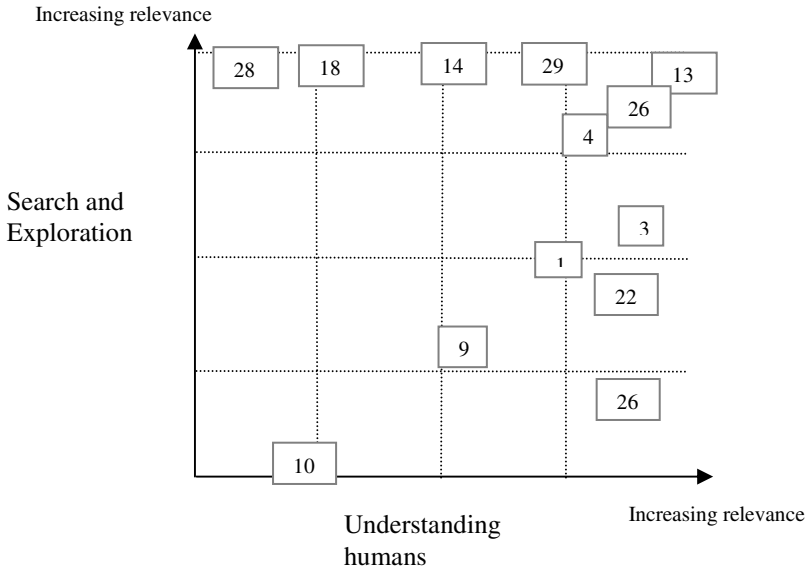 Increasing relevance
28
18
14
29
13
26
4
Search and
Exploration
3
1
22
9
26
10
Increasing relevance
Understanding
humans